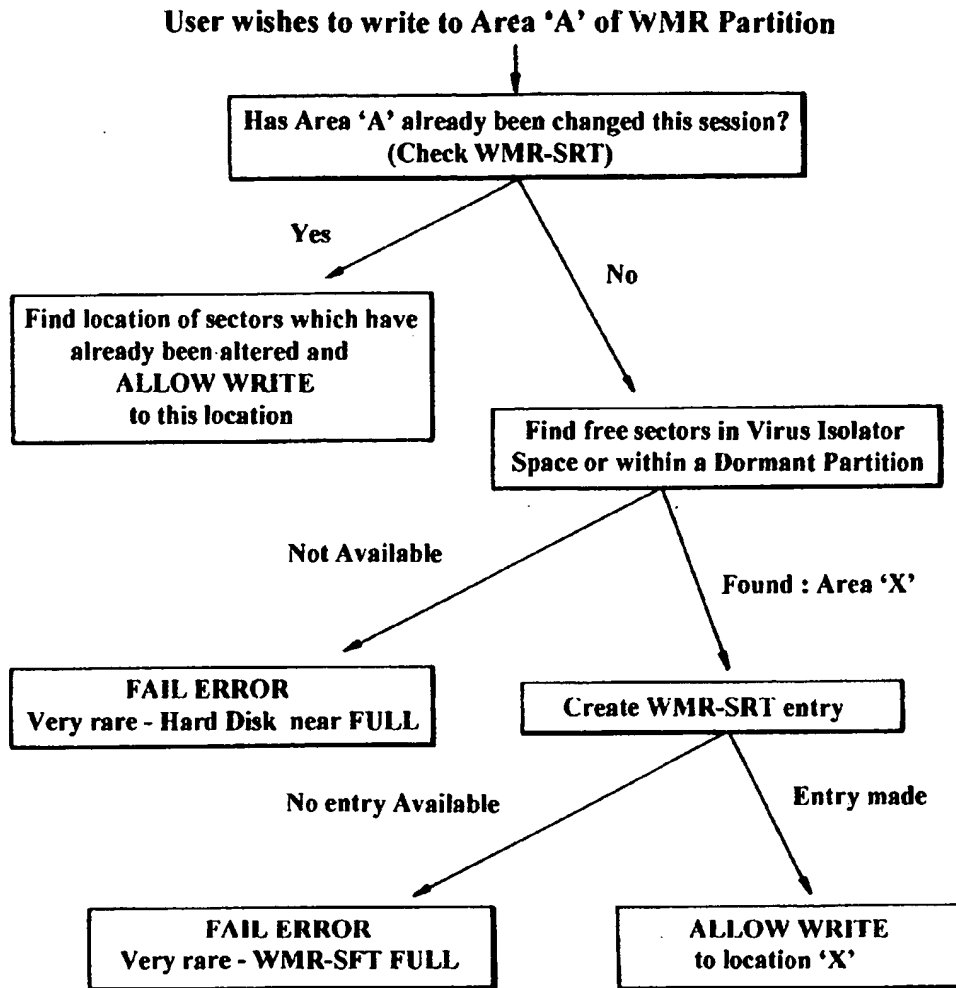 User wishes to write to Area ‘A’ of WMR Partition
Has Area ‘A’ already been changed this session?
(Check WMR-SRT)
Yes
No
Find location of sectors which have
already been altered and
ALLOW WRITE
to this location
Find free sectors in Virus Isolator
Space or within a Dormant Partition
Not Available
Found : Area ‘X’
FAIL ERROR
Very rare - Hard Disk near FULL
Create WMR-SRT entry
No entry Available
Entry made
FAIL ERROR
Very rare - WMR-SFT FULL
ALLOW WRITE
to location ‘X’